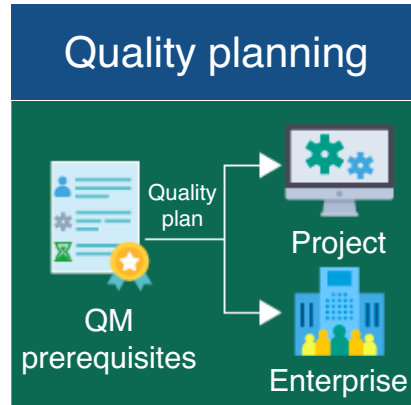 Quality planning
Quality
plan
Project
QM
prerequisites
Enterprise